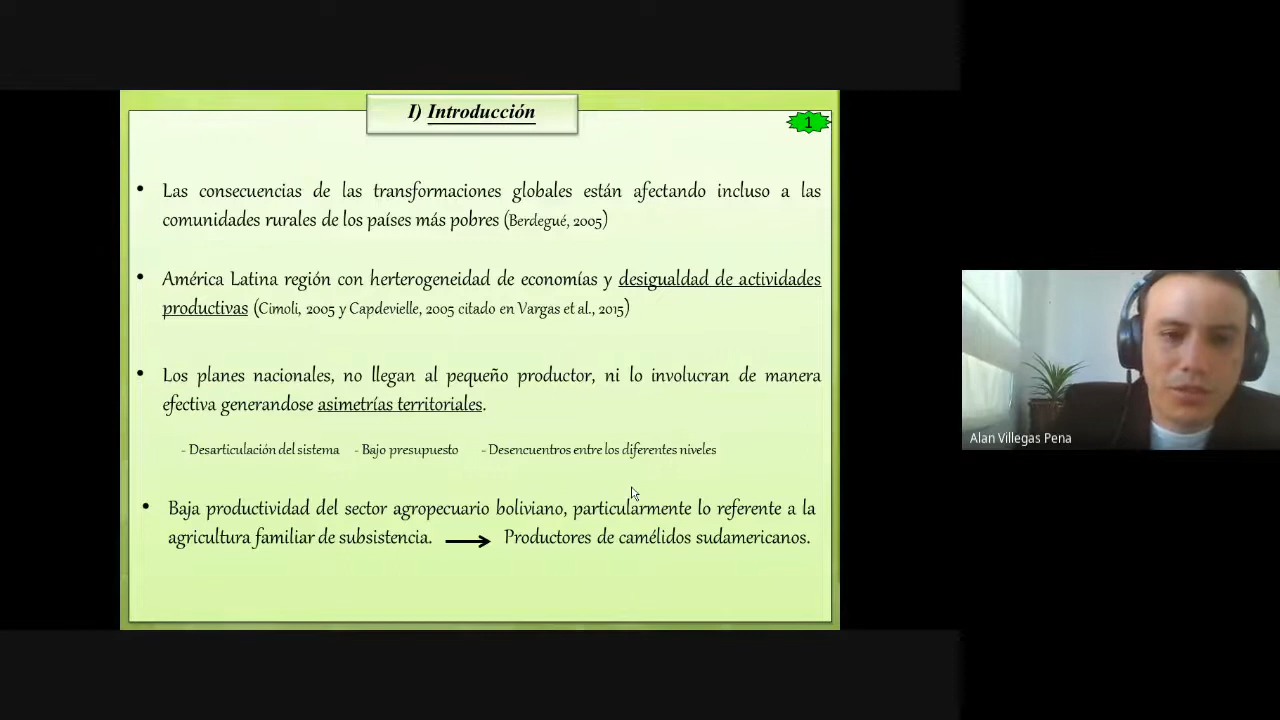 I) Introducción
1
• Las consecuencias de las transformaciones globales están afectando incluso a las
comunidades rurales de los países más pobres (Berdegué, 2005)
• América Latina región con herterogeneidad de economías y desigualdad de actividades
productivas (Cimoli, 2005 y Capdevielle, 2005 citado en Vargas et al., 2015)
• Los planes nacionales, no llegan al pequeño productor, ni lo involucran de manera
efectiva generandose asimetrías territoriales.
- Desarticulación del sistema - Bajo presupuesto - Desencuentros entre los diferentes niveles
• Baja productividad del sector agropecuario boliviano, particularmente lo referente a la
agricultura familiar de subsistencia. → Productores de camélidos sudamericanos.
Alan Villegas Pena